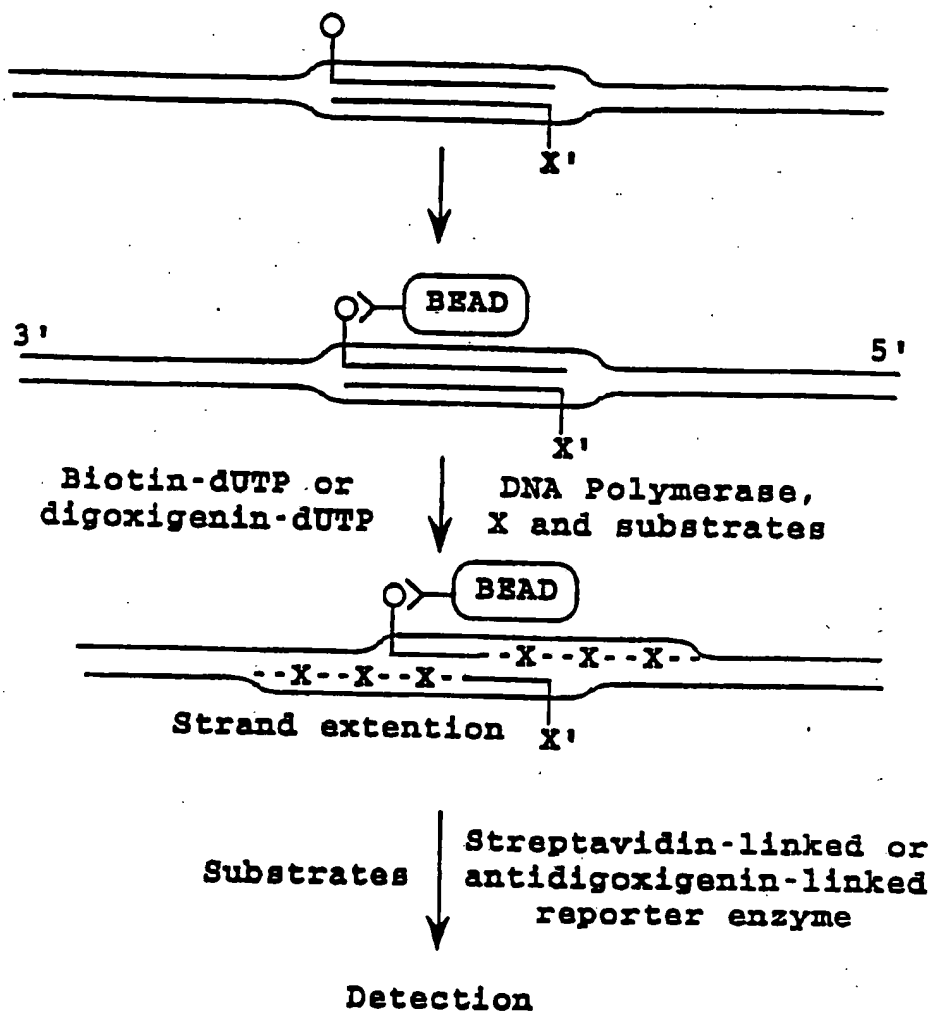 X'
BEAD
3'
5'
X'
Biotin-dUTP or
digoxigenin-dUTP
DNA Polymerase,
X and substrates
BEAD
--X--X--X--
--X--X--X--
Strand extention
X'
Substrates
Streptavidin-linked or
antidigoxigenin-linked
reporter enzyme
Detection